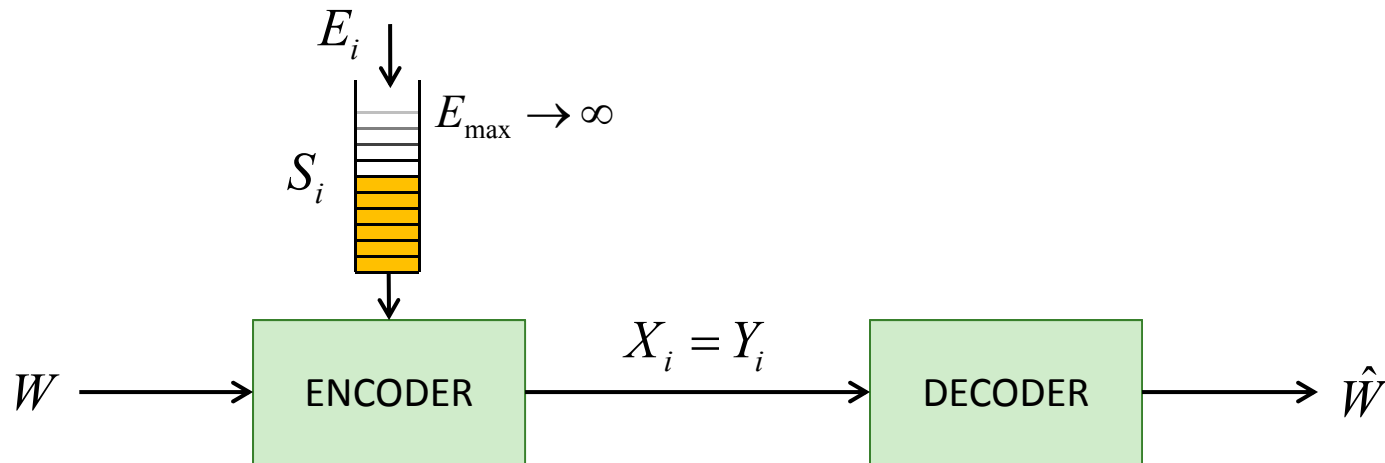 E_i
E_max → ∞
S_i
X_i = Y_i
W
ENCODER
DECODER
Ŵ